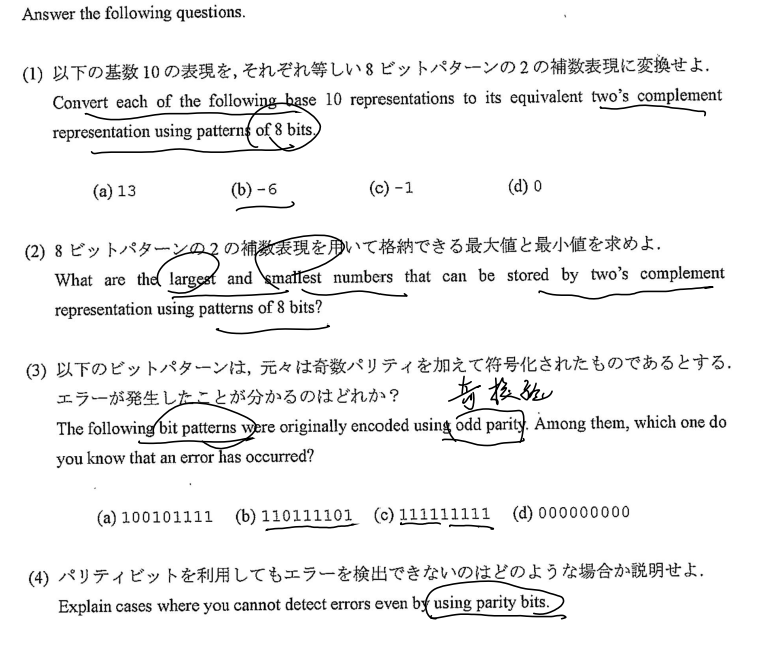 Answer the following questions.
(1) 以下の基数 10 の表現を, それぞれ等しい 8 ビットパターンの 2 の補数表現に変換せよ.
Convert each of the following base 10 representations to its equivalent two's complement
representation using patterns of 8 bits.
(a) 13 (b) -6 (c) -1 (d) 0
(2) 8 ビットパターンの 2 の補数表現を用いて格納できる最大値と最小値を求めよ.
What are the largest and smallest numbers that can be stored by two's complement
representation using patterns of 8 bits?
(3) 以下のビットパターンは, 元々は奇数パリティを加えて符号化されたものであるとする.
エラーが発生したことが分かるのはどれか?
奇校验
The following bit patterns were originally encoded using odd parity. Among them, which one do
you know that an error has occurred?
(a) 100101111 (b) 110111101 (c) 111111111 (d) 000000000
(4) パリティビットを利用してもエラーを検出できないのはどのような場合か説明せよ.
Explain cases where you cannot detect errors even by using parity bits.